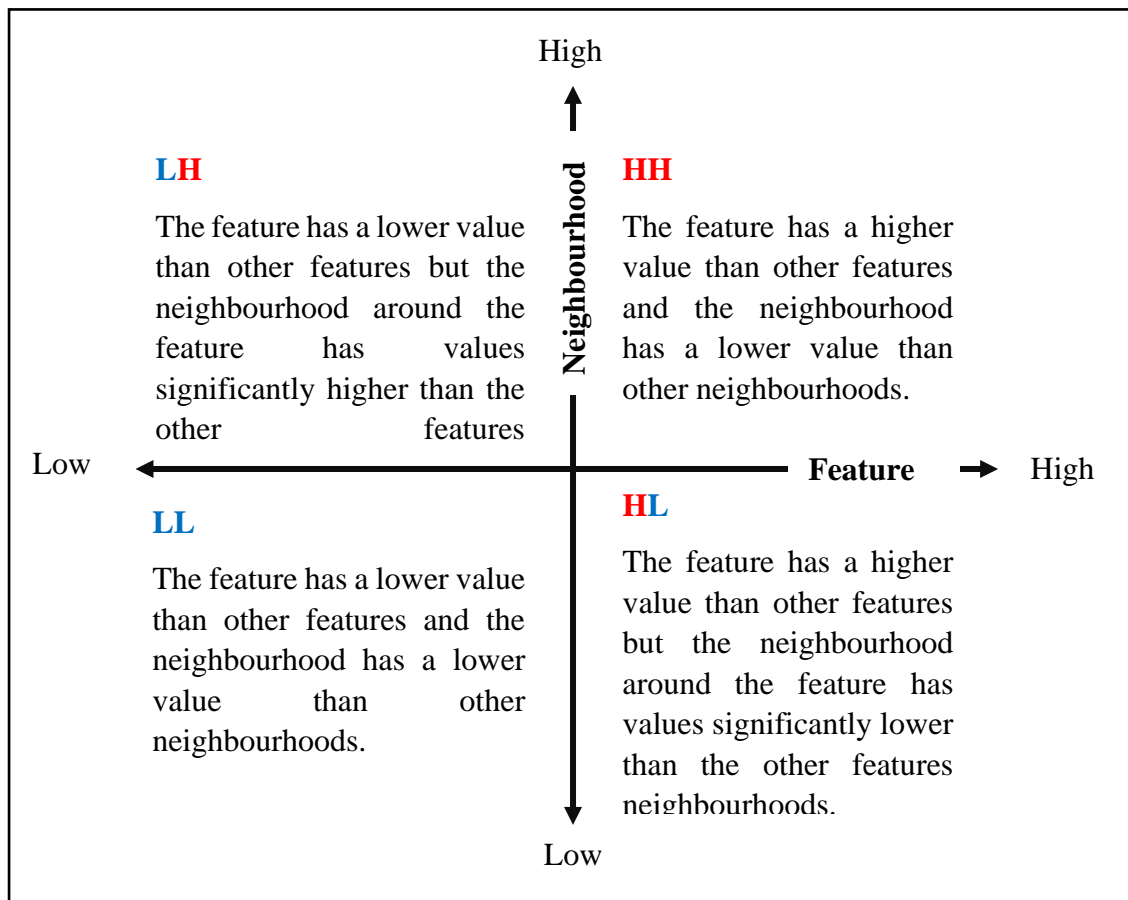 High
LH
The feature has a lower value
than other features but the
neighbourhood around the
feature has values
significantly higher than the
other features
Neighbourhood
HH
The feature has a higher
value than other features
and the neighbourhood
has a lower value than
other neighbourhoods.
Low
Feature
High
LL
The feature has a lower value
than other features and the
neighbourhood has a lower
value than other
neighbourhoods.
HL
The feature has a higher
value than other features
but the neighbourhood
around the feature has
values significantly lower
than the other features
neighbourhoods.
Low